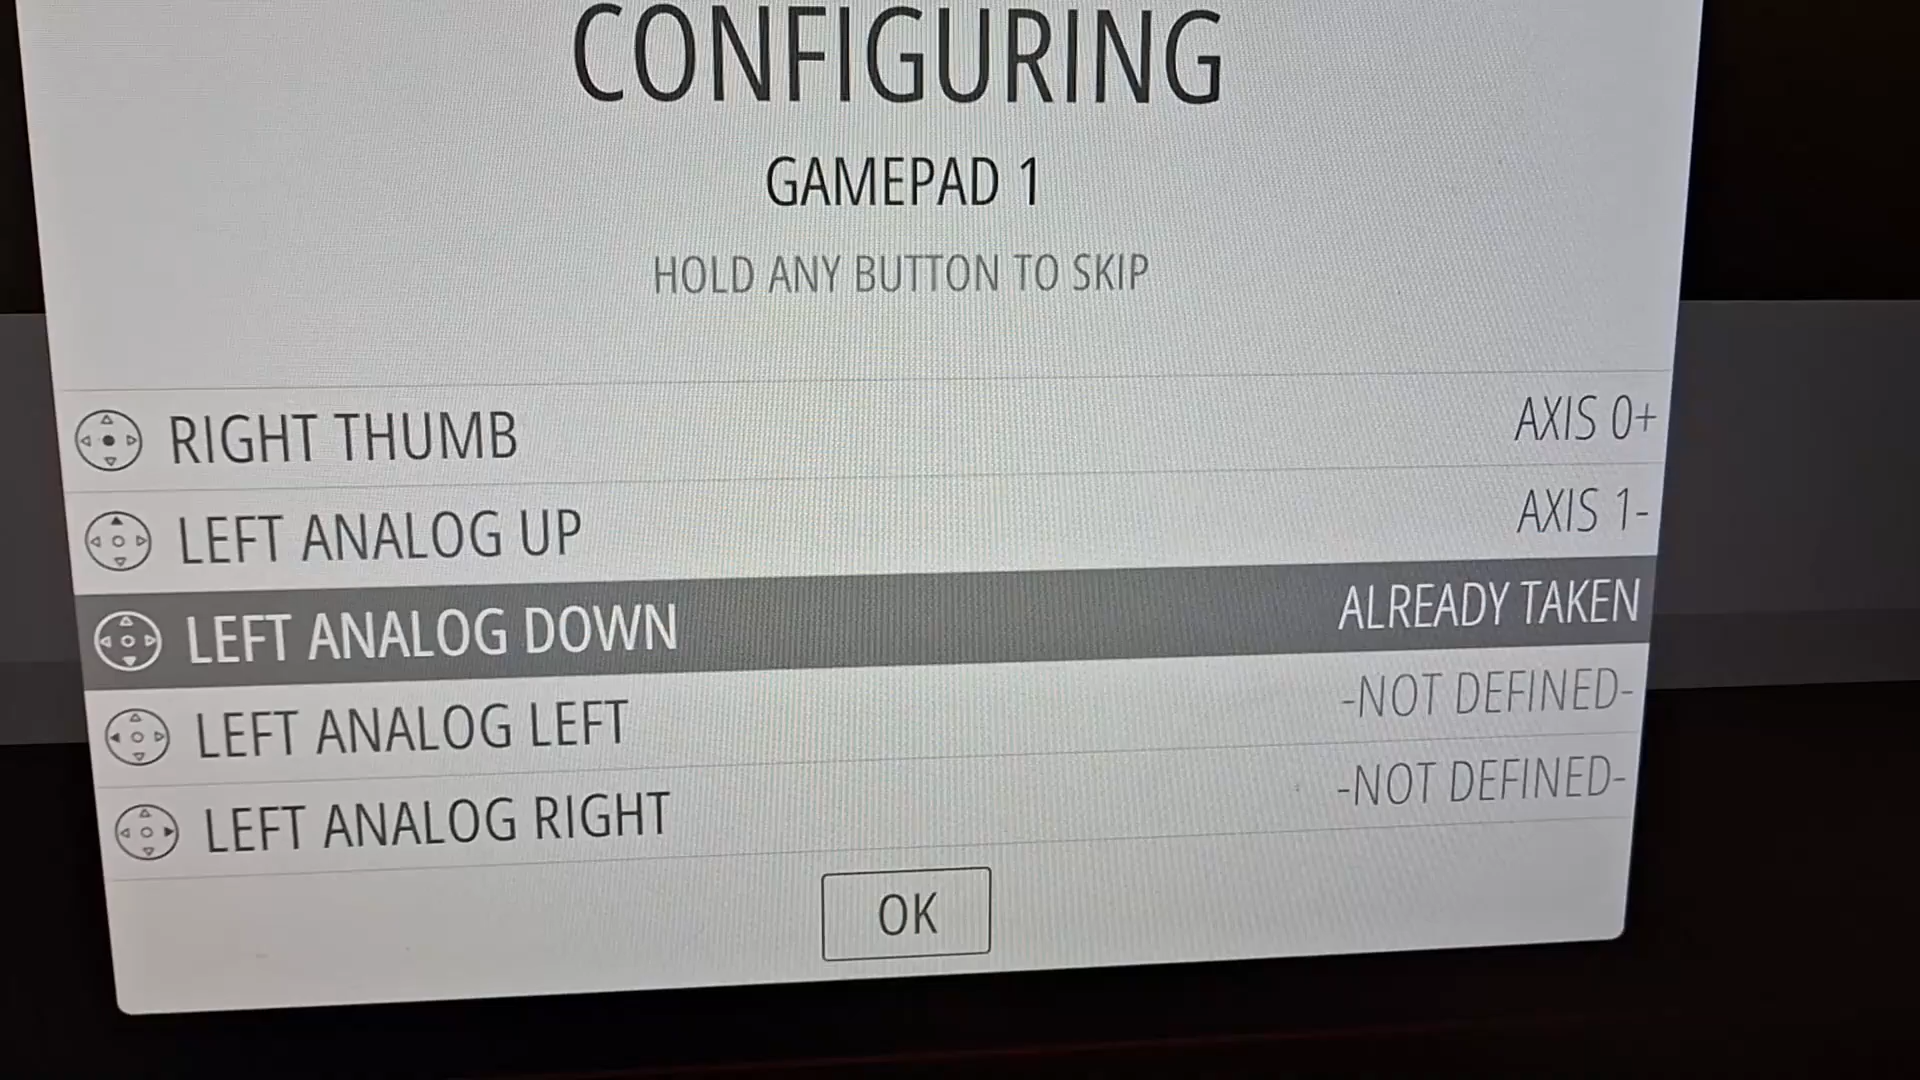 CONFIGURING
GAMEPAD 1
HOLD ANY BUTTON TO SKIP
RIGHT THUMB AXIS 0+
LEFT ANALOG UP AXIS 1-
LEFT ANALOG DOWN ALREADY TAKEN
LEFT ANALOG LEFT -NOT DEFINED-
LEFT ANALOG RIGHT -NOT DEFINED-
OK